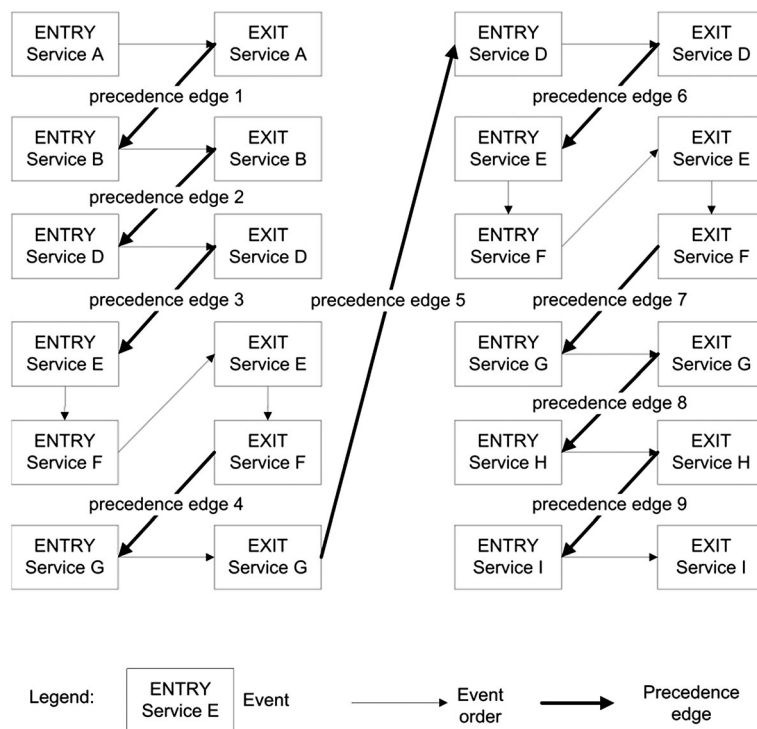 ENTRY
Service A
EXIT
Service A
precedence edge 1
ENTRY
Service B
EXIT
Service B
precedence edge 2
ENTRY
Service D
EXIT
Service D
precedence edge 3
ENTRY
Service E
EXIT
Service E
ENTRY
Service F
EXIT
Service F
precedence edge 4
ENTRY
Service G
EXIT
Service G
precedence edge 5
ENTRY
Service D
EXIT
Service D
precedence edge 6
ENTRY
Service E
EXIT
Service E
ENTRY
Service F
EXIT
Service F
precedence edge 7
ENTRY
Service G
EXIT
Service G
precedence edge 8
ENTRY
Service H
EXIT
Service H
precedence edge 9
ENTRY
Service I
EXIT
Service I
Legend:
ENTRY
Service E
Event
Event
order
Precedence
edge